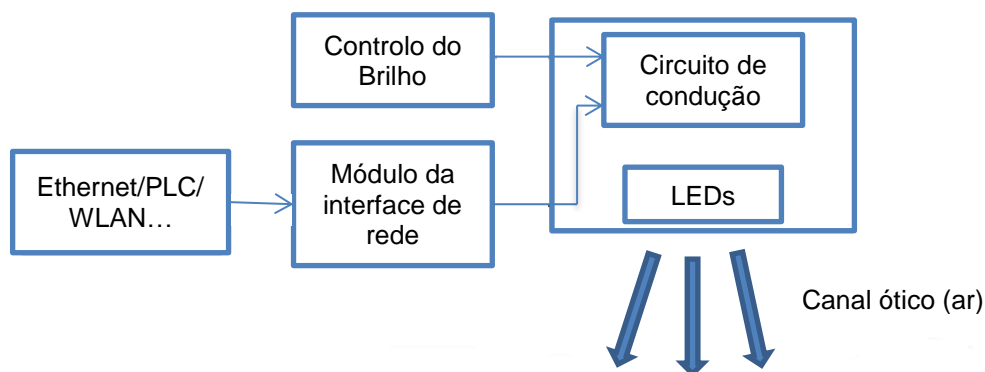 Controlo do
Brilho
Circuito de
condução
Ethernet/PLC/
WLAN…
Módulo da
interface de
rede
LEDs
Canal ótico (ar)